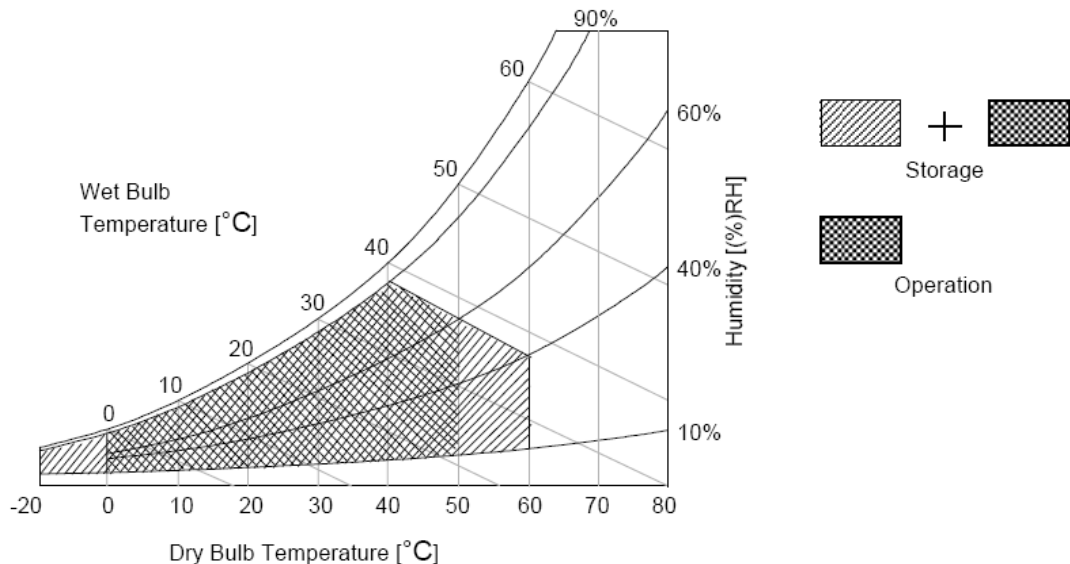 90%
60
60%
50
Wet Bulb
Temperature [°C]
Storage
Humidity [(%)RH]
40
40%
Operation
30
20
10
0
10%
-20 0 10 20 30 40 50 60 70 80
Dry Bulb Temperature [°C]